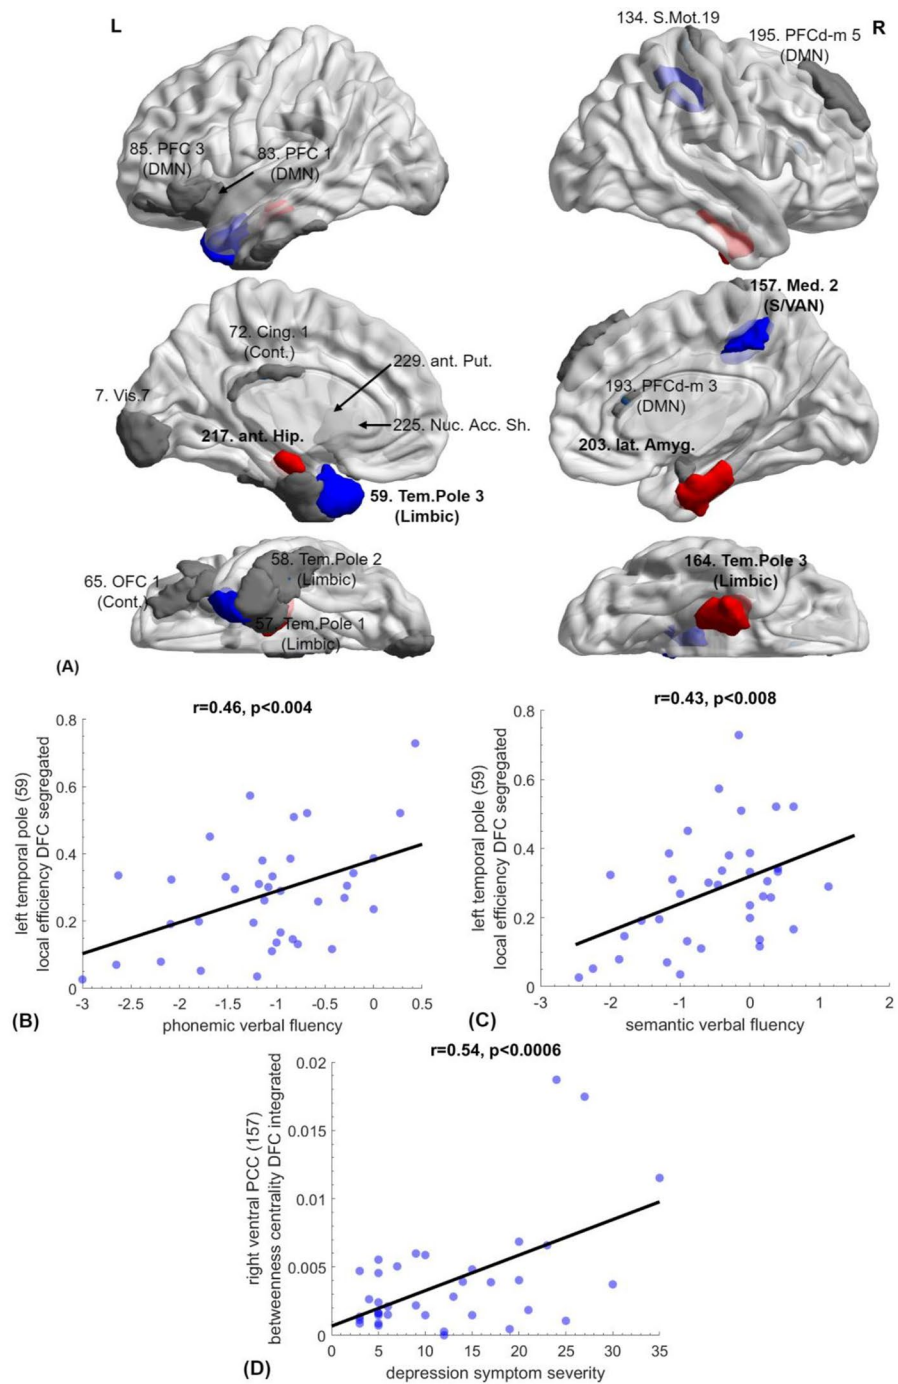 L
134. S.Mot.19
R
195. PFCd-m 5
(DMN)
85. PFC 3
(DMN)
83. PFC 1
(DMN)
157. Med. 2
(S/VAN)
72. Cing. 1
(Cont.)
229. ant. Put.
7. Vis.7
193. PFCd-m 3
(DMN)
225. Nuc. Acc. Sh.
217. ant. Hip.
203. lat. Amyg.
59. Tem.Pole 3
(Limbic)
58. Tem.Pole 2
(Limbic)
164. Tem.Pole 3
(Limbic)
65. OFC 1
(Cont.)
57. Tem.Pole 1
(Limbic)
(A)
r=0.46, p<0.004
left temporal pole (59)
local efficiency DFC segregated
0.8
0.6
0.4
0.2
0
-3 -2.5 -2 -1.5 -1 -0.5 0 0.5
phonemic verbal fluency
(B)
r=0.43, p<0.008
left temporal pole (59)
local efficiency DFC segregated
0.8
0.6
0.4
0.2
0
-3 -2 -1 0 1 2
semantic verbal fluency
(C)
r=0.54, p<0.0006
right ventral PCC (157)
betweenness centrality DFC integrated
0.02
0.015
0.01
0.005
0
0 5 10 15 20 25 30 35
depression symptom severity
(D)